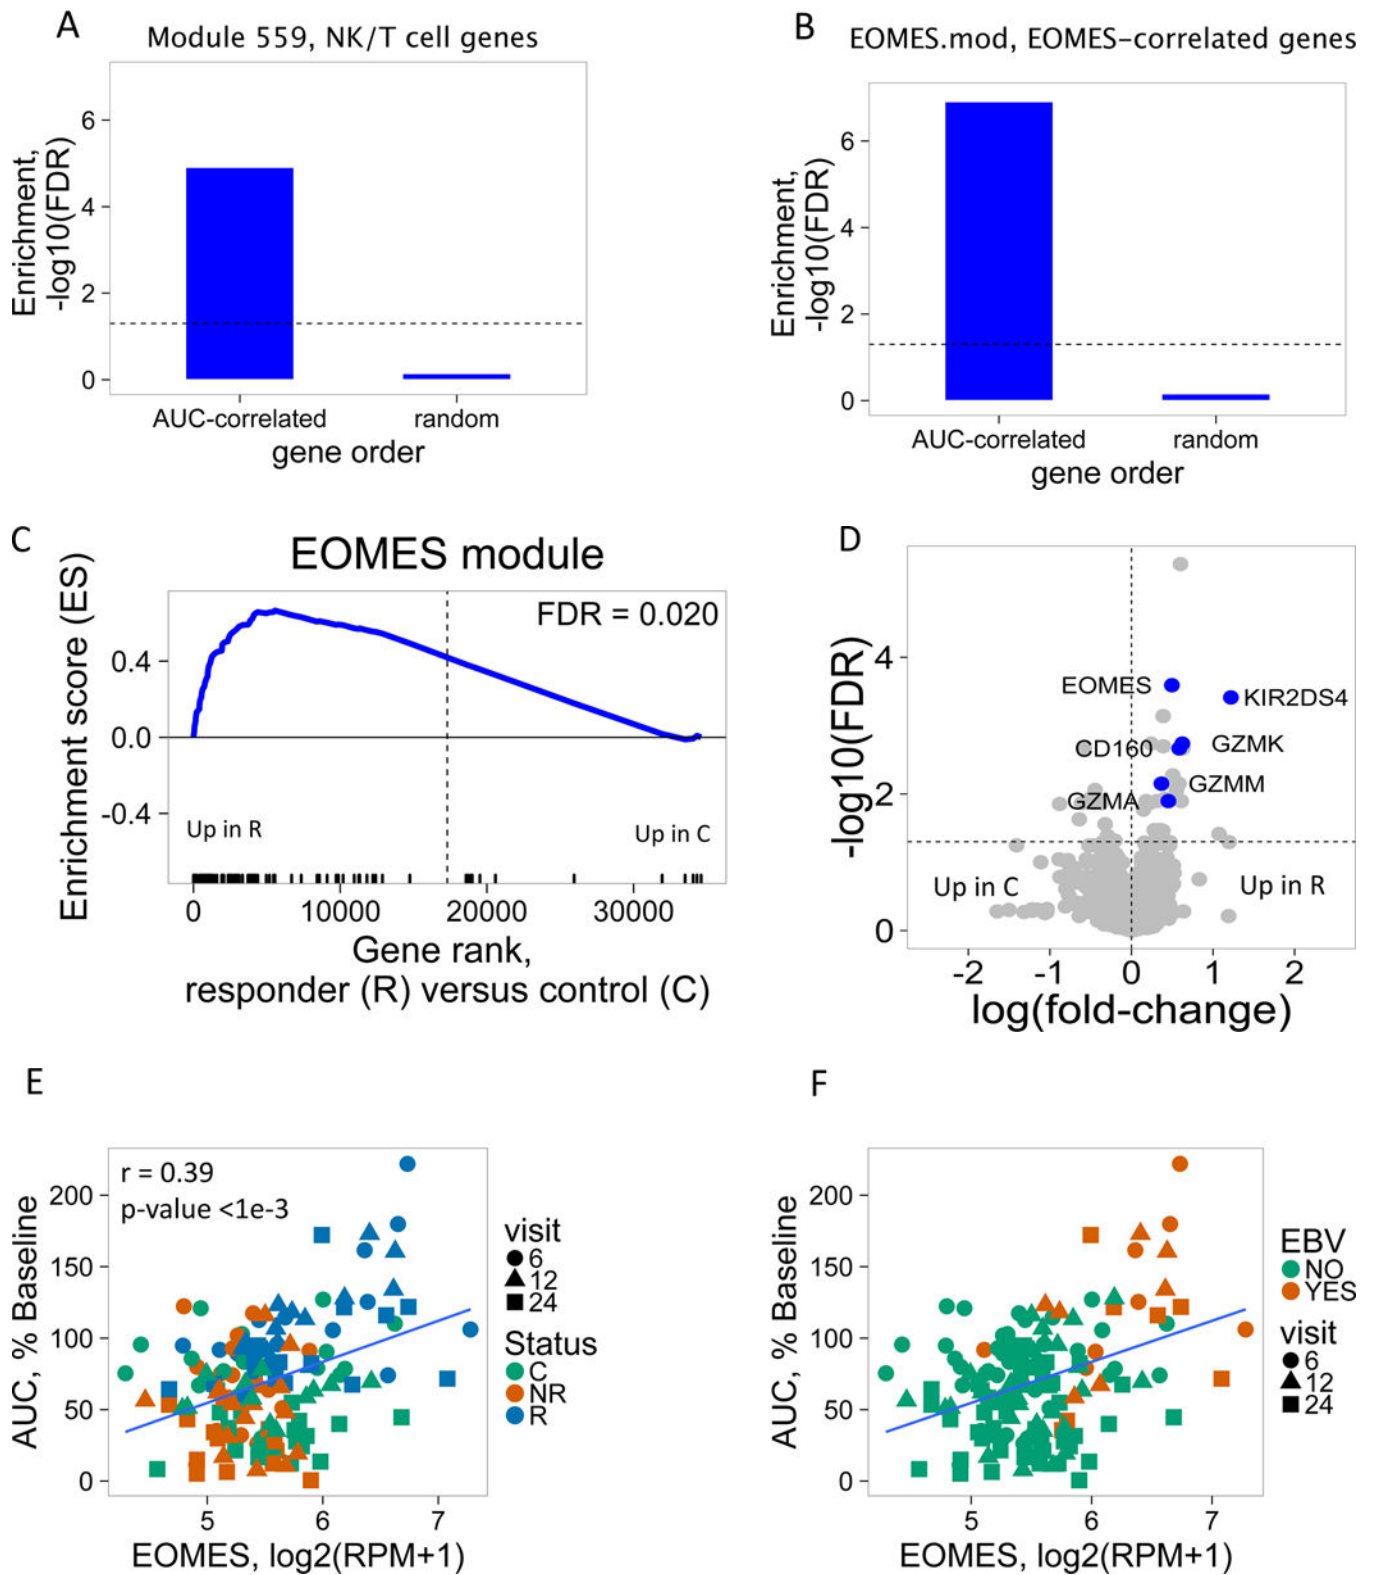 A
Module 559, NK/T cell genes
Enrichment,
-log10(FDR)
6
4
2
0
AUC-correlated random
gene order
B
EOMES.mod, EOMES-correlated genes
Enrichment,
-log10(FDR)
6
4
2
0
AUC-correlated random
gene order
C
EOMES module
Enrichment score (ES)
FDR = 0.020
0.4
0.0
-0.4
Up in R Up in C
0 10000 20000 30000
Gene rank,
responder (R) versus control (C)
D
-log10(FDR)
4
2
0
EOMES
KIR2DS4
CD160
GZMK
GZMM
GZMA
Up in C Up in R
-2 -1 0 1 2
log(fold-change)
E
AUC, % Baseline
r = 0.39
p-value <1e-3
200
150
100
50
0
5 6 7
EOMES, log2(RPM+1)
visit
6
12
24
Status
C
NR
R
F
AUC, % Baseline
200
150
100
50
0
5 6 7
EOMES, log2(RPM+1)
EBV
NO
YES
visit
6
12
24